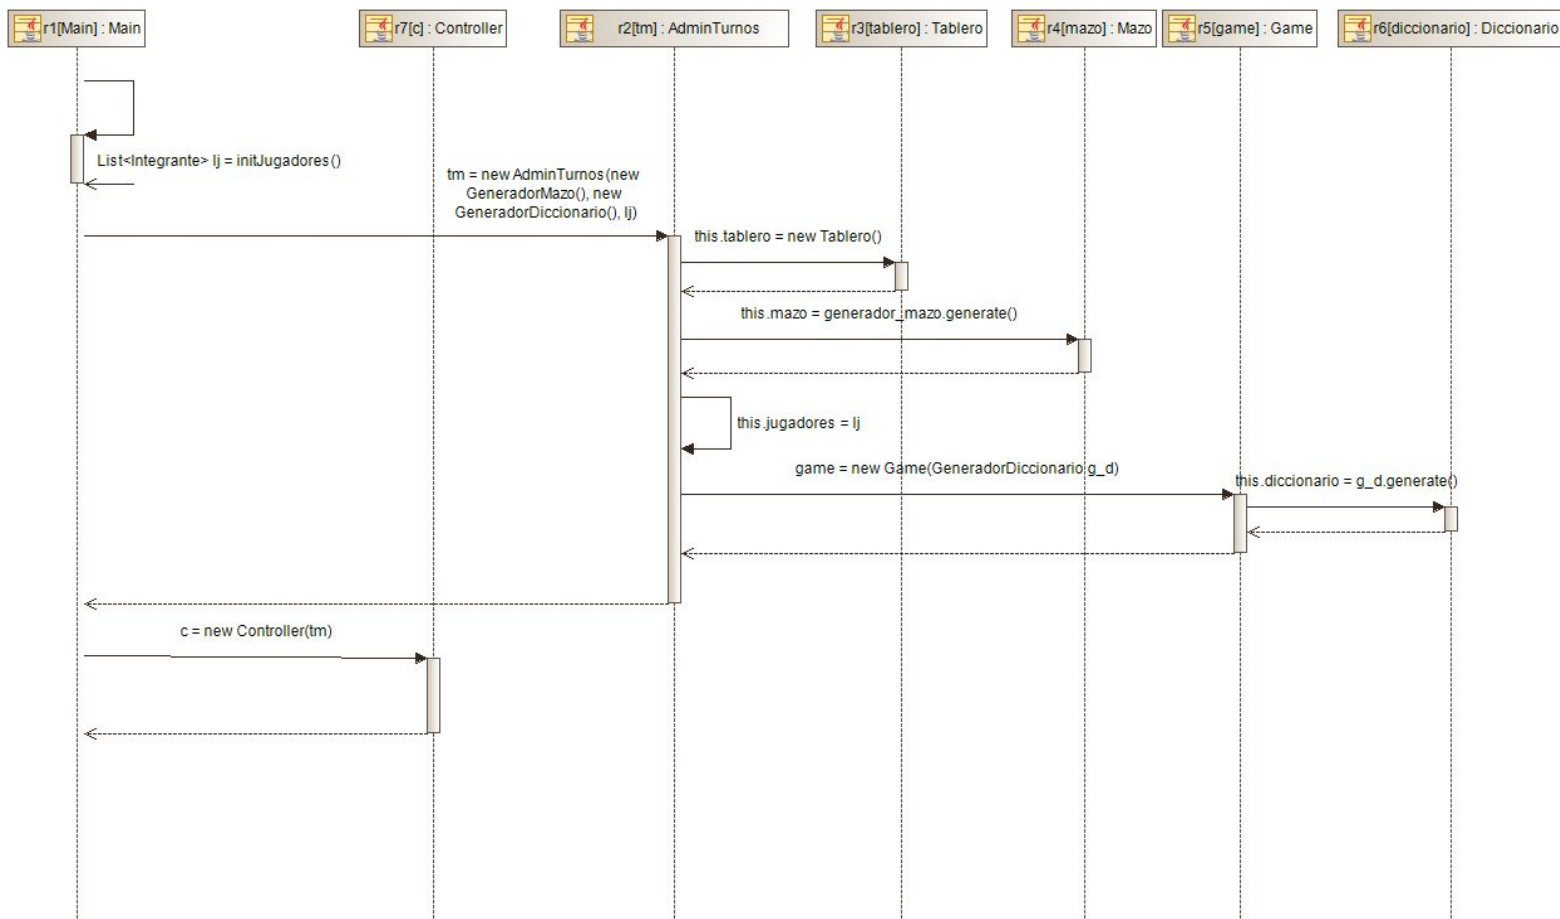 r1[Main] : Main
r7[c] : Controller
r2[tm] : AdminTurnos
r3[tablero] : Tablero
r4[mazo] : Mazo
r5[game] : Game
r6[diccionario] : Diccionario
List<Integrante> lj = initJugadores()
tm = new AdminTurnos(new
GeneradorMazo(), new
GeneradorDiccionario(), lj)
this.tablero = new Tablero()
this.mazo = generador_mazo.generate()
this.jugadores = lj
game = new Game(GeneradorDiccionario g_d)
this.diccionario = g_d.generate()
c = new Controller(tm)